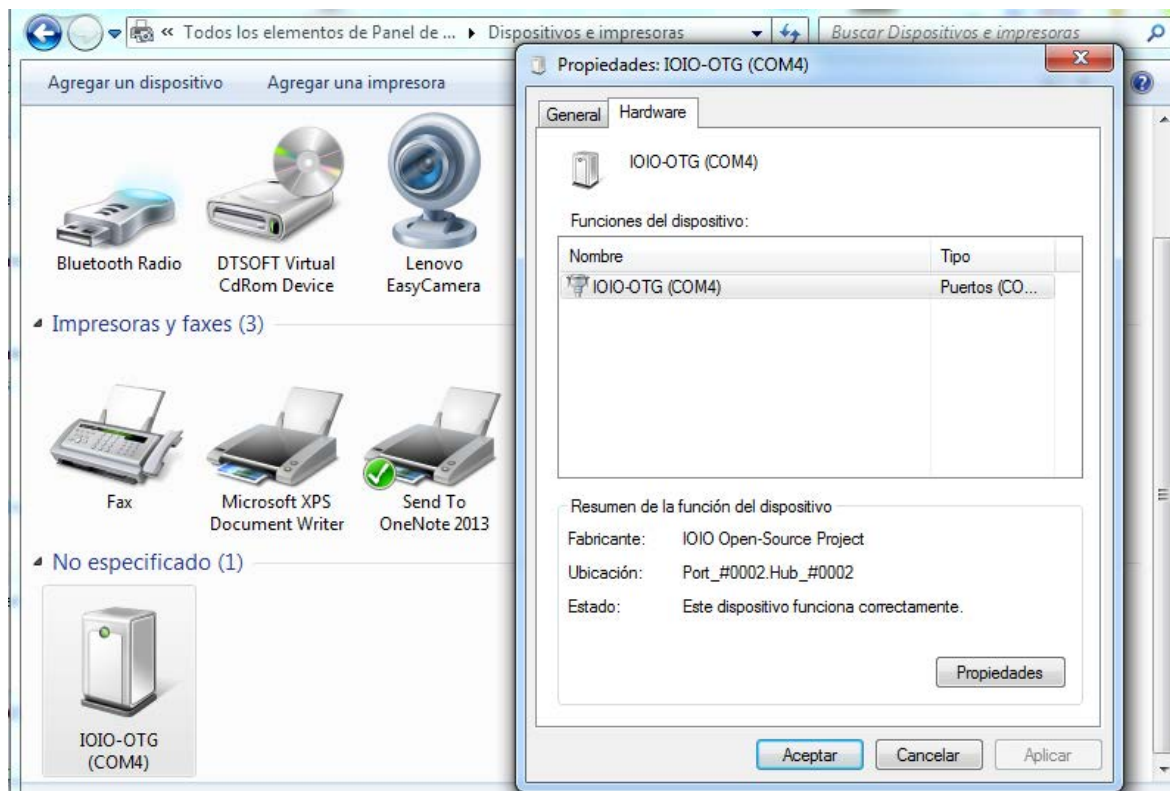 « Todos los elementos de Panel de ... ▸ Dispositivos e impresoras
Buscar Dispositivos e impresoras
Agregar un dispositivo Agregar una impresora
Bluetooth Radio
DTSOFT Virtual
CdRom Device
Lenovo
EasyCamera
Impresoras y faxes (3)
Fax
Microsoft XPS
Document Writer
Send To
OneNote 2013
No especificado (1)
IOIO-OTG
(COM4)
Propiedades: IOIO-OTG (COM4)
General Hardware
IOIO-OTG (COM4)
Funciones del dispositivo:
Nombre Tipo
IOIO-OTG (COM4) Puertos (CO...
Resumen de la función del dispositivo
Fabricante: IOIO Open-Source Project
Ubicación: Port_#0002.Hub_#0002
Estado: Este dispositivo funciona correctamente.
Propiedades
Aceptar Cancelar Aplicar